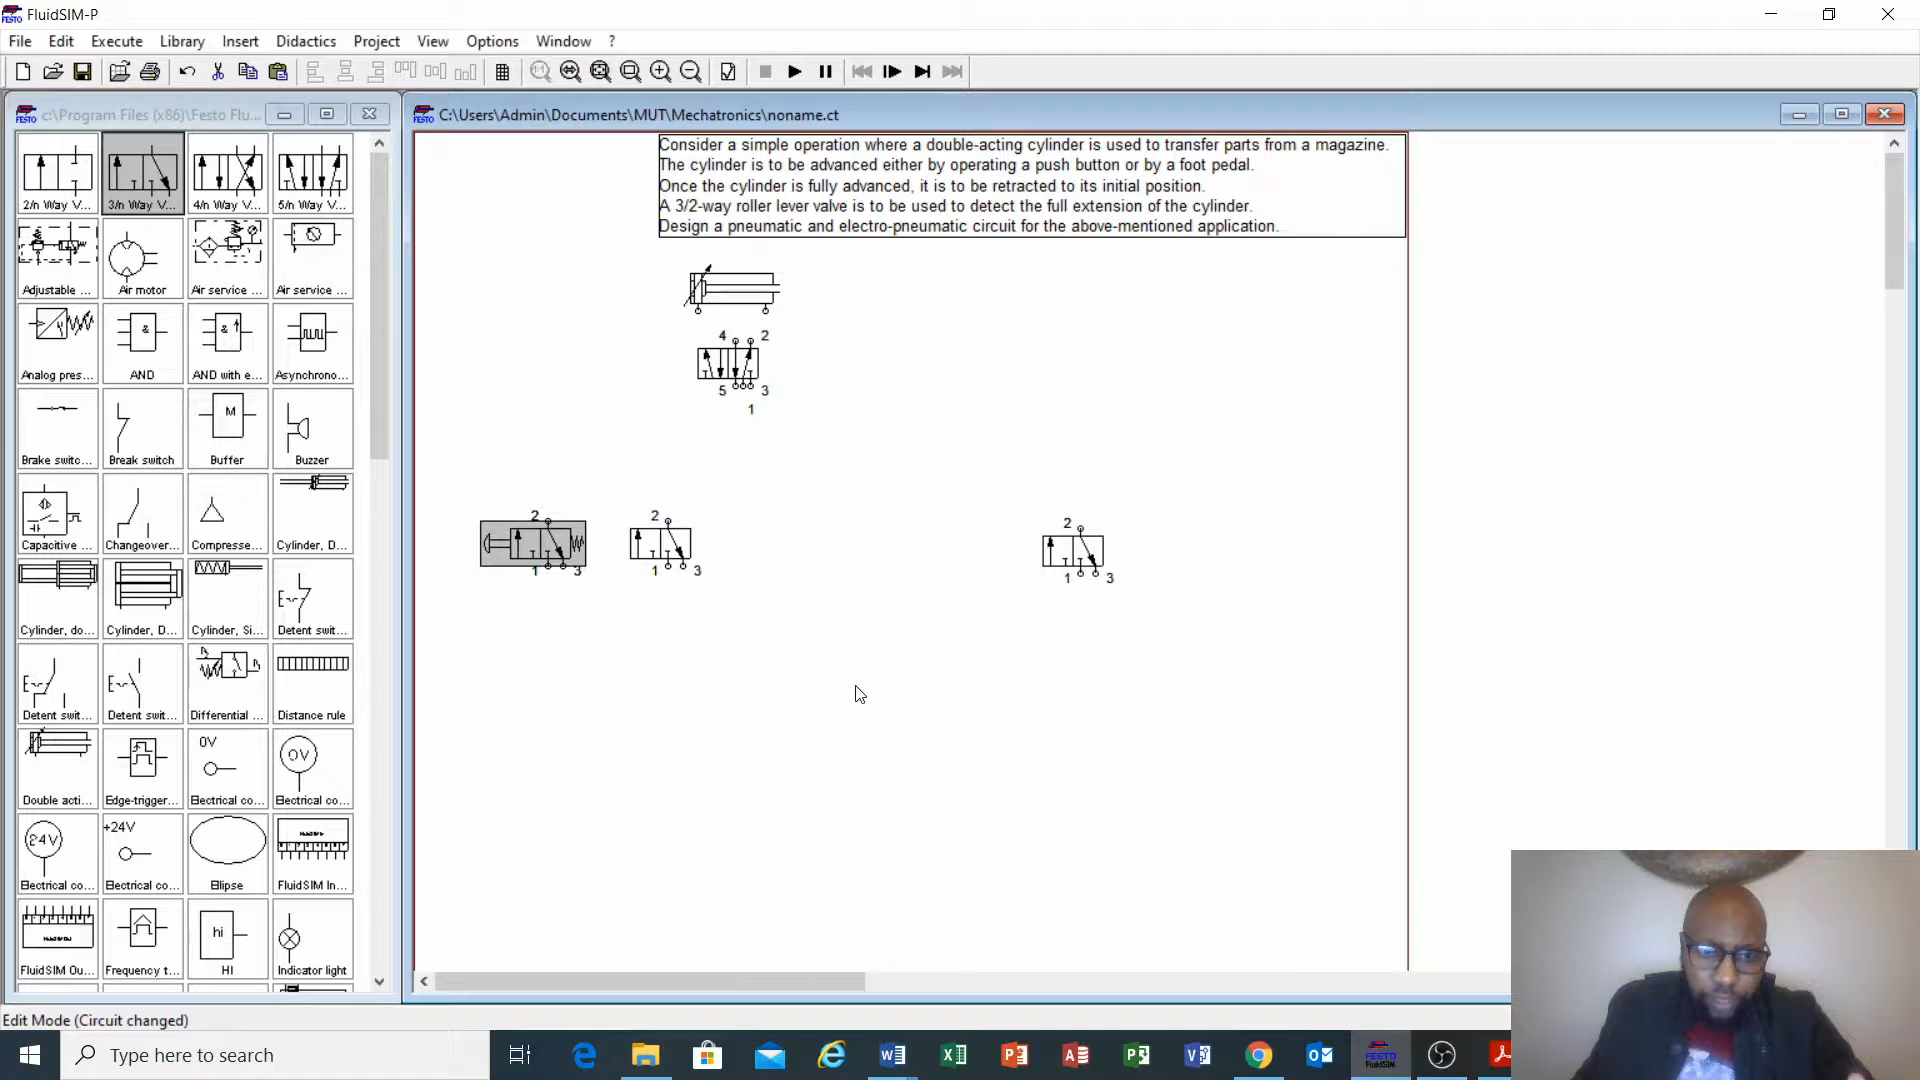 FluidSIM-P
File Edit Execute Library Insert Didactics Project View Options Window ?
c:\Program Files (x86)\Festo Flu...
C:\Users\Admin\Documents\MUT\Mechatronics\noname.ct
Consider a simple operation where a double-acting cylinder is used to transfer parts from a magazine.
The cylinder is to be advanced either by operating a push button or by a foot pedal.
Once the cylinder is fully advanced, it is to be retracted to its initial position.
A 3/2-way roller lever valve is to be used to detect the full extension of the cylinder.
Design a pneumatic and electro-pneumatic circuit for the above-mentioned application.
2/n Way V... 3/n Way V... 4/n Way V... 5/n Way V...
Adjustable ... Air motor Air service ... Air service ...
& &
Analog pres... AND AND with e... Asynchrono...
M
Brake switc... Break switch Buffer Buzzer
Capacitive ... Changeover... Compresse... Cylinder, D...
Cylinder, do... Cylinder, D... Cylinder, Si... Detent swit...
Detent swit... Detent swit... Differential ... Distance rule
0V 0V
Double acti... Edge-trigger... Electrical co... Electrical co...
24V +24V
Electrical co... Electrical co... Ellipse FluidSIM In...
hi
FluidSIM Ou... Frequency t... HI Indicator light
4 2
5 3
1
2 2 2
1 3 1 3 1 3
Edit Mode (Circuit changed)
Type here to search